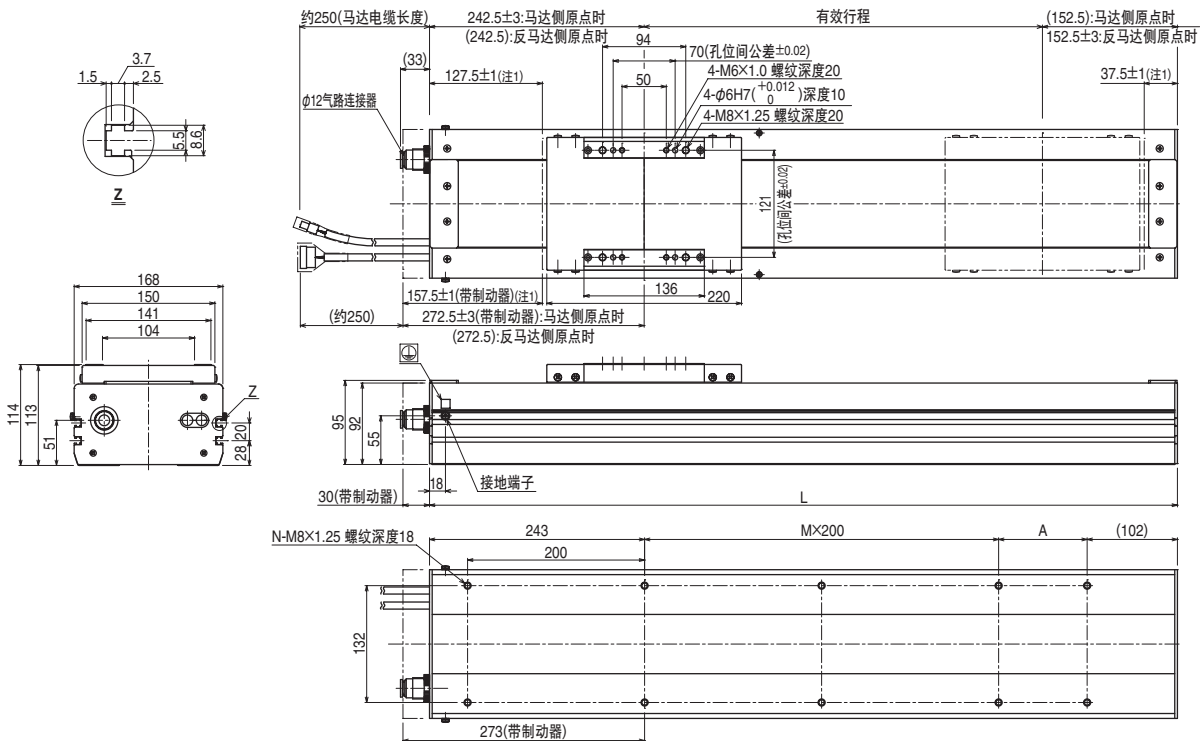 约250(马达电缆长度)
242.5±3:马达侧原点时
(242.5):反马达侧原点时
有效行程
(152.5):马达侧原点时
152.5±3:反马达侧原点时
94
(33)
127.5±1(注1)
70(孔位间公差±0.02)
50
4-M6×1.0 螺纹深度20
4-φ6H7(+0.012 0)深度10
4-M8×1.25 螺纹深度20
37.5±1(注1)
φ12气路连接器
3.7
1.5
2.5
5.5
8.6
Z
121
(孔位间公差±0.02)
136
220
157.5±1(带制动器)(注1)
(约250)
272.5±3(带制动器):马达侧原点时
(272.5):反马达侧原点时
168
150
141
104
Z
114
113
51
20
28
95
92
55
18
接地端子
30(带制动器)
L
N-M8×1.25 螺纹深度18
243
M×200
A
(102)
200
132
273(带制动器)